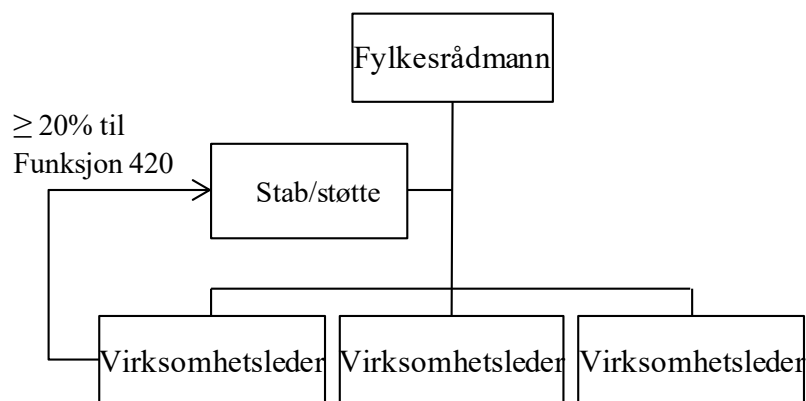 Fylkesrådmann
≥ 20% til
Funksjon 420
Stab/støtte
Virksomhetsleder
Virksomhetsleder
Virksomhetsleder